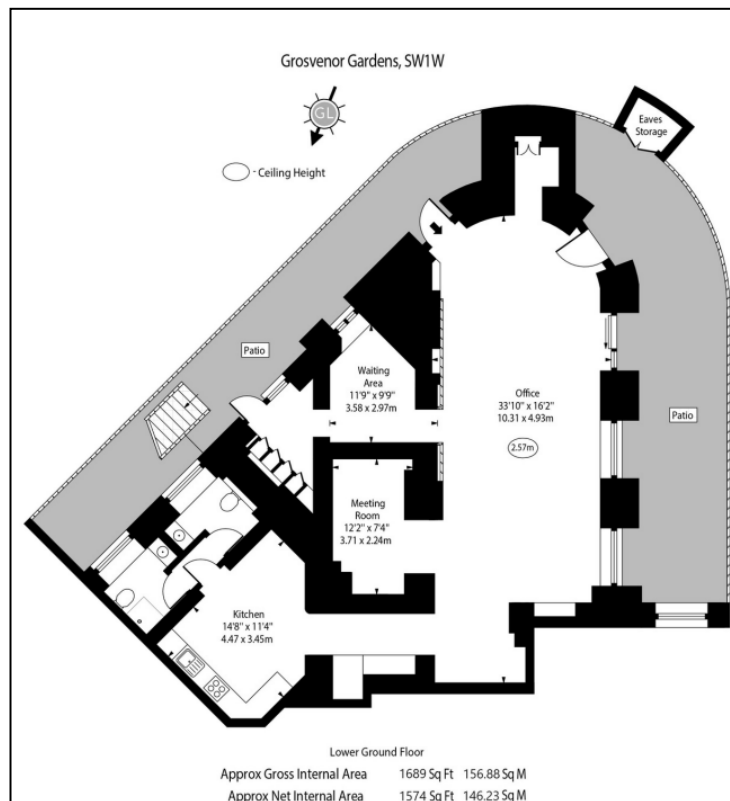 Grosvenor Gardens, SW1W
GL
- Ceiling Height
Eaves
Storage
Patio
Waiting
Area
11'9" x 9'9"
3.58 x 2.97m
Office
33'10" x 16'2"
10.31 x 4.93m
2.57m
Patio
Meeting
Room
12'2" x 7'4"
3.71 x 2.24m
Kitchen
14'8" x 11'4"
4.47 x 3.45m
Lower Ground Floor
Approx Gross Internal Area 1689 Sq Ft 156.88 Sq M
Approx Net Internal Area 1574 Sq Ft 146.23 Sq M